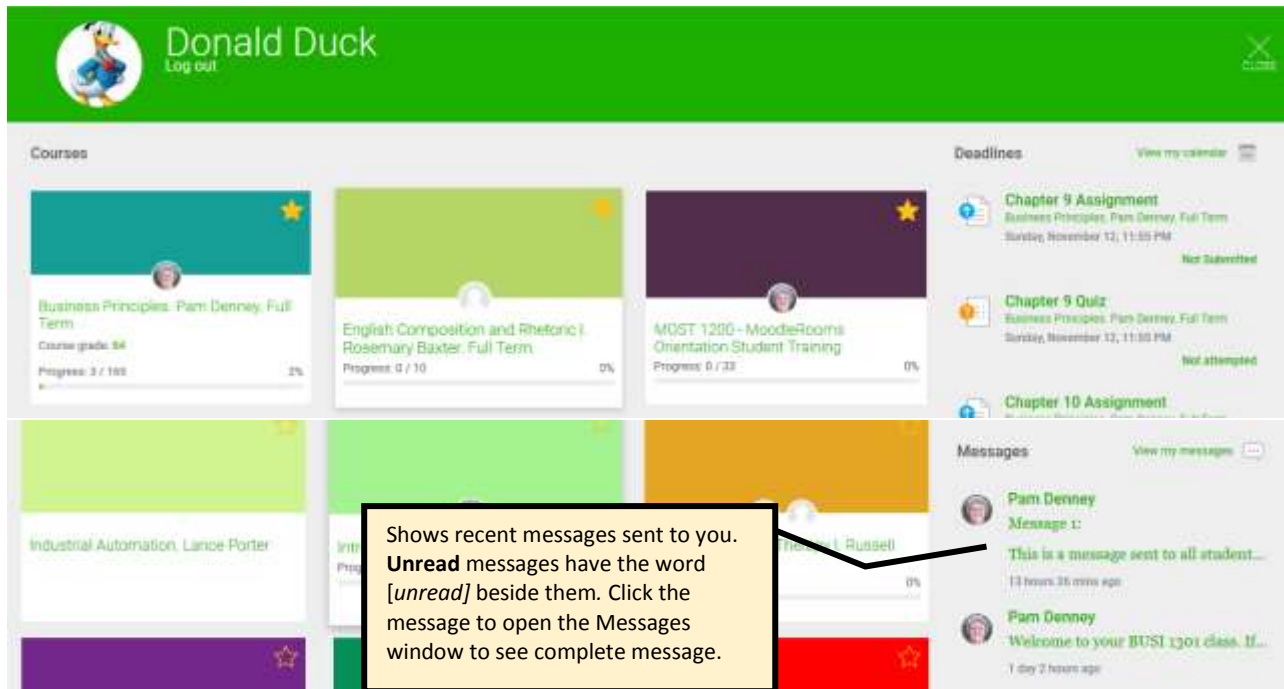 Donald Duck
Log out
CLOSE
Courses
Business Principles. Pam Denney. Full
Term
Course grade: 84
Progress: 3 / 165
2%
English Composition and Rhetoric I.
Rosemary Baxter. Full Term
Progress: 0 / 10
0%
MOST 1200 - MoodleRooms
Orientation Student Training
Progress: 0 / 33
0%
Deadlines
View my calendar
Chapter 9 Assignment
Business Principles. Pam Denney. Full Term
Sunday, November 12, 11:55 PM
Not Submitted
Chapter 9 Quiz
Business Principles. Pam Denney. Full Term
Sunday, November 12, 11:55 PM
Not attempted
Chapter 10 Assignment
Industrial Automation. Lance Porter
Therapy I. Russell
0%
Shows recent messages sent to you.
Unread messages have the word
[unread] beside them. Click the
message to open the Messages
window to see complete message.
Messages
View my messages
Pam Denney
Message 1:
This is a message sent to all student...
13 hours 36 mins ago
Pam Denney
Welcome to your BUSI 1301 class. If...
1 day 2 hours ago